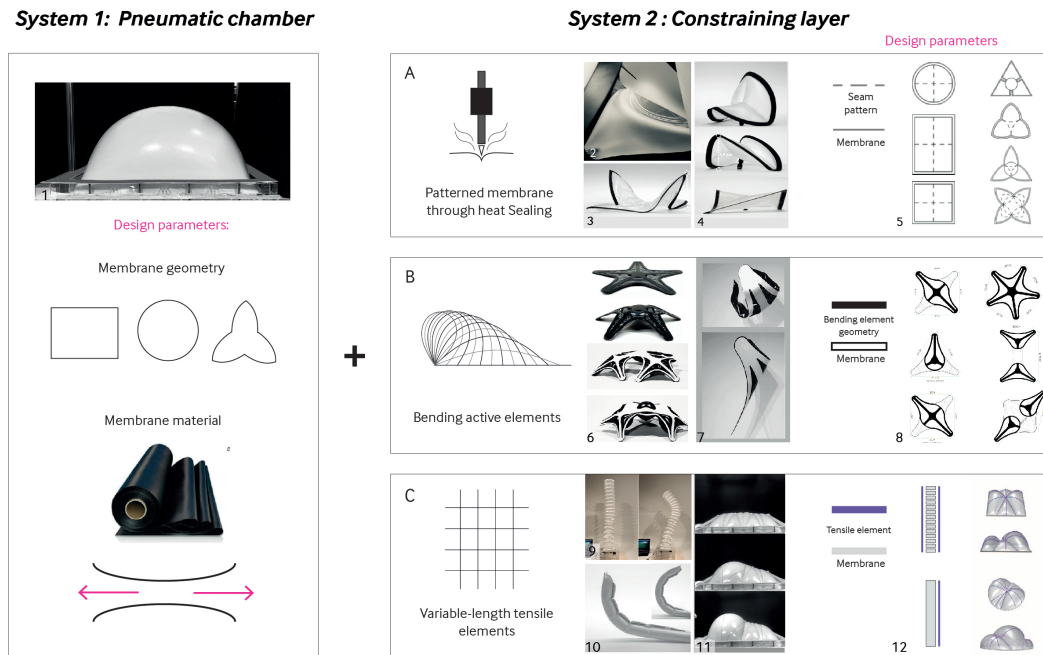 System 1: Pneumatic chamber
System 2 : Constraining layer
Design parameters
1
Design parameters:
Membrane geometry
Membrane material
e
+
A
Patterned membrane
through heat Sealing
2
3
4
Seam
pattern
Membrane
5
B
Bending active elements
6
7
Bending element
geometry
Membrane
8
C
Variable-length tensile
elements
9
10
11
Tensile element
Membrane
12